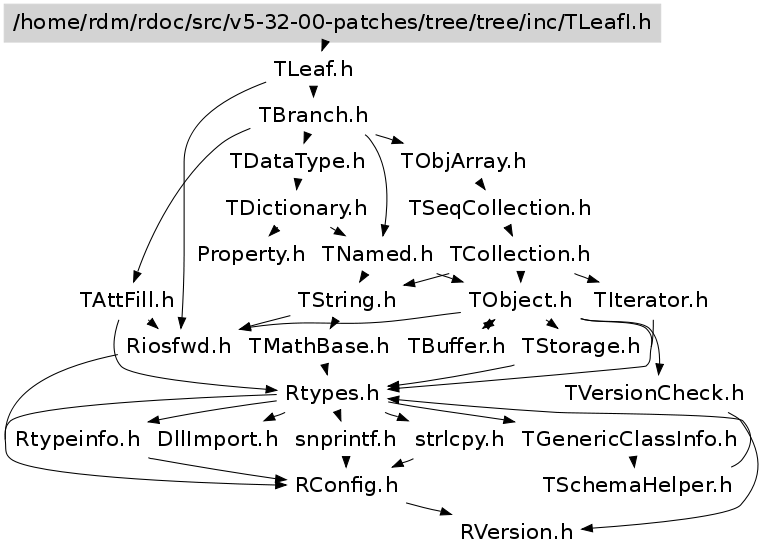 /home/rdm/rdoc/src/v5-32-00-patches/tree/tree/inc/TLeafI.h
TLeaf.h
TBranch.h
TDataType.h TObjArray.h
TDictionary.h TSeqCollection.h
Property.h TNamed.h TCollection.h
TAttFill.h TString.h TObject.h TIterator.h
Riosfwd.h TMathBase.h TBuffer.h TStorage.h
Rtypes.h TVersionCheck.h
Rtypeinfo.h DllImport.h snprintf.h strlcpy.h TGenericClassInfo.h
RConfig.h TSchemaHelper.h
RVersion.h